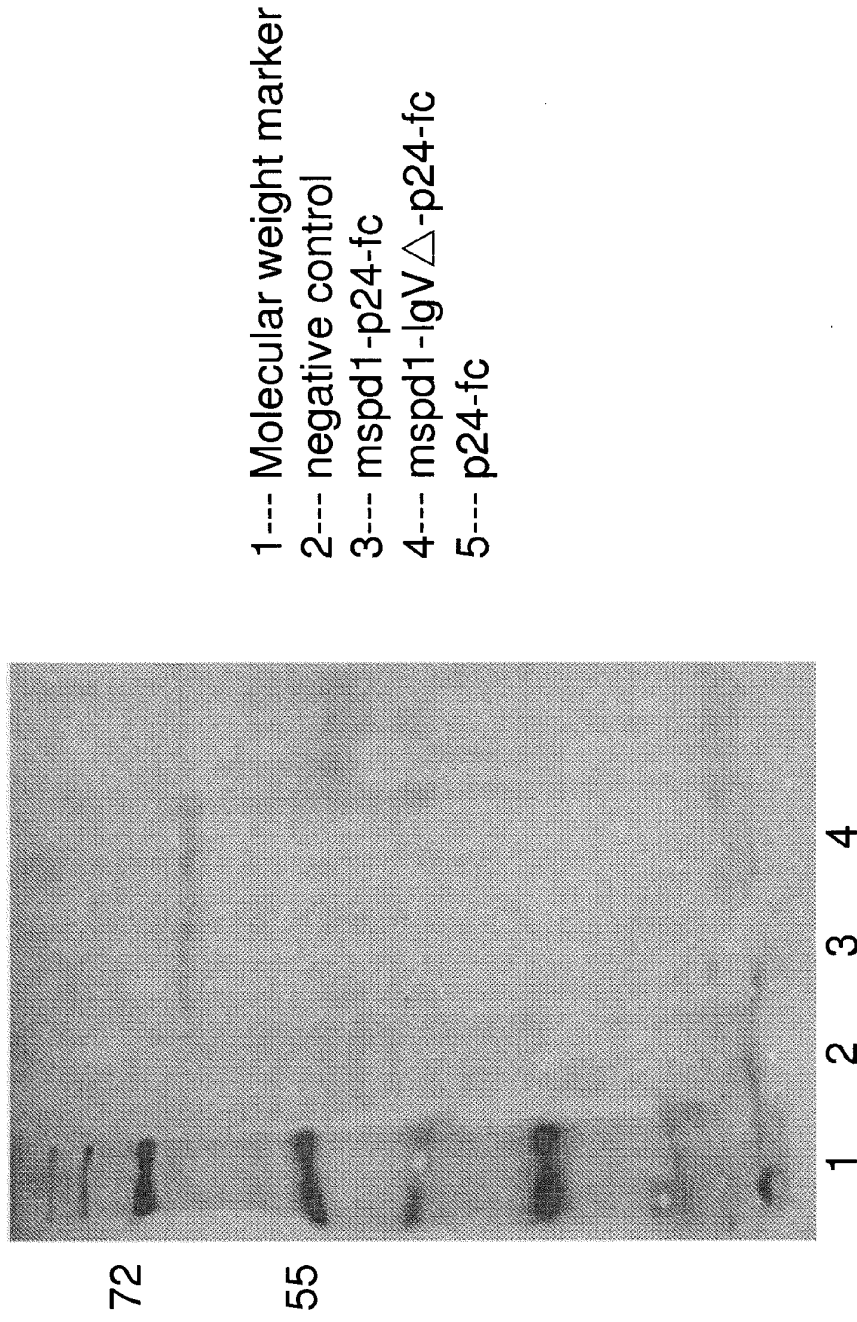 1--- Molecular weight marker
2--- negative control
3--- mspd1-p24-fc
4--- mspd1-IgV△-p24-fc
5--- p24-fc
72
55
1 2 3 4